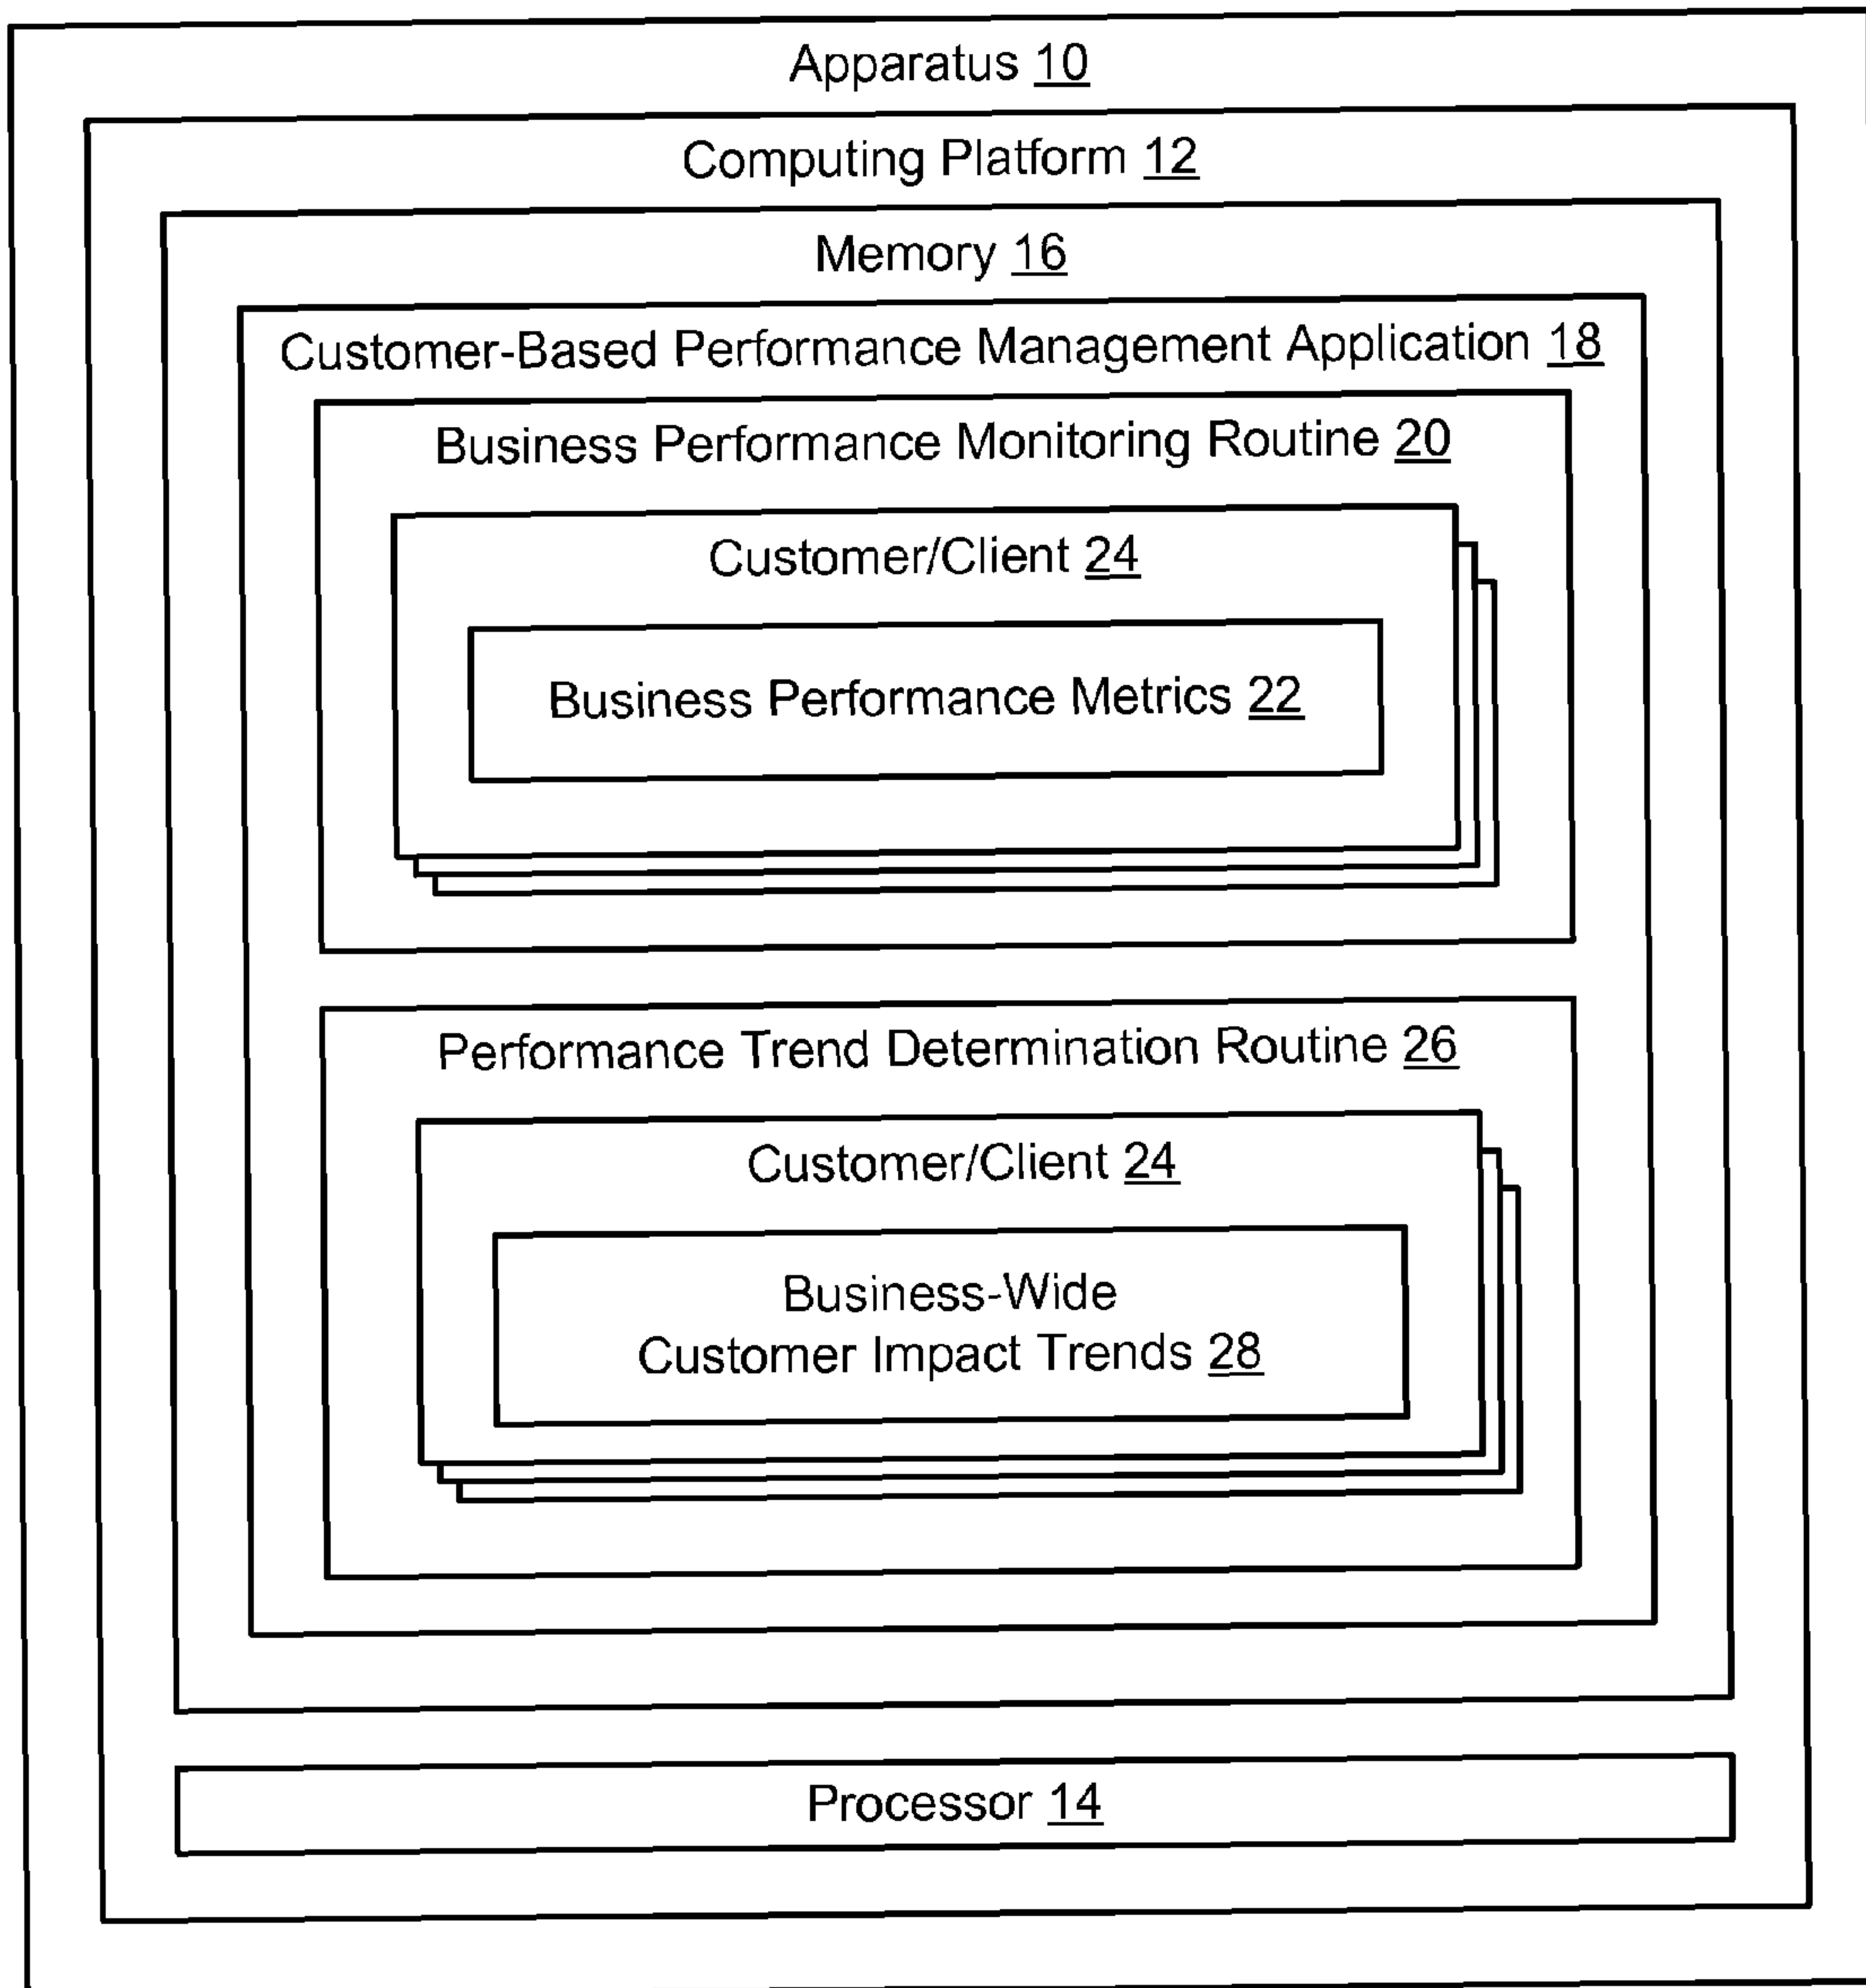 Apparatus 10
Computing Platform 12
Memory 16
Customer-Based Performance Management Application 18
Business Performance Monitoring Routine 20
Customer/Client 24
Business Performance Metrics 22
Performance Trend Determination Routine 26
Customer/Client 24
Business-Wide
Customer Impact Trends 28
Processor 14